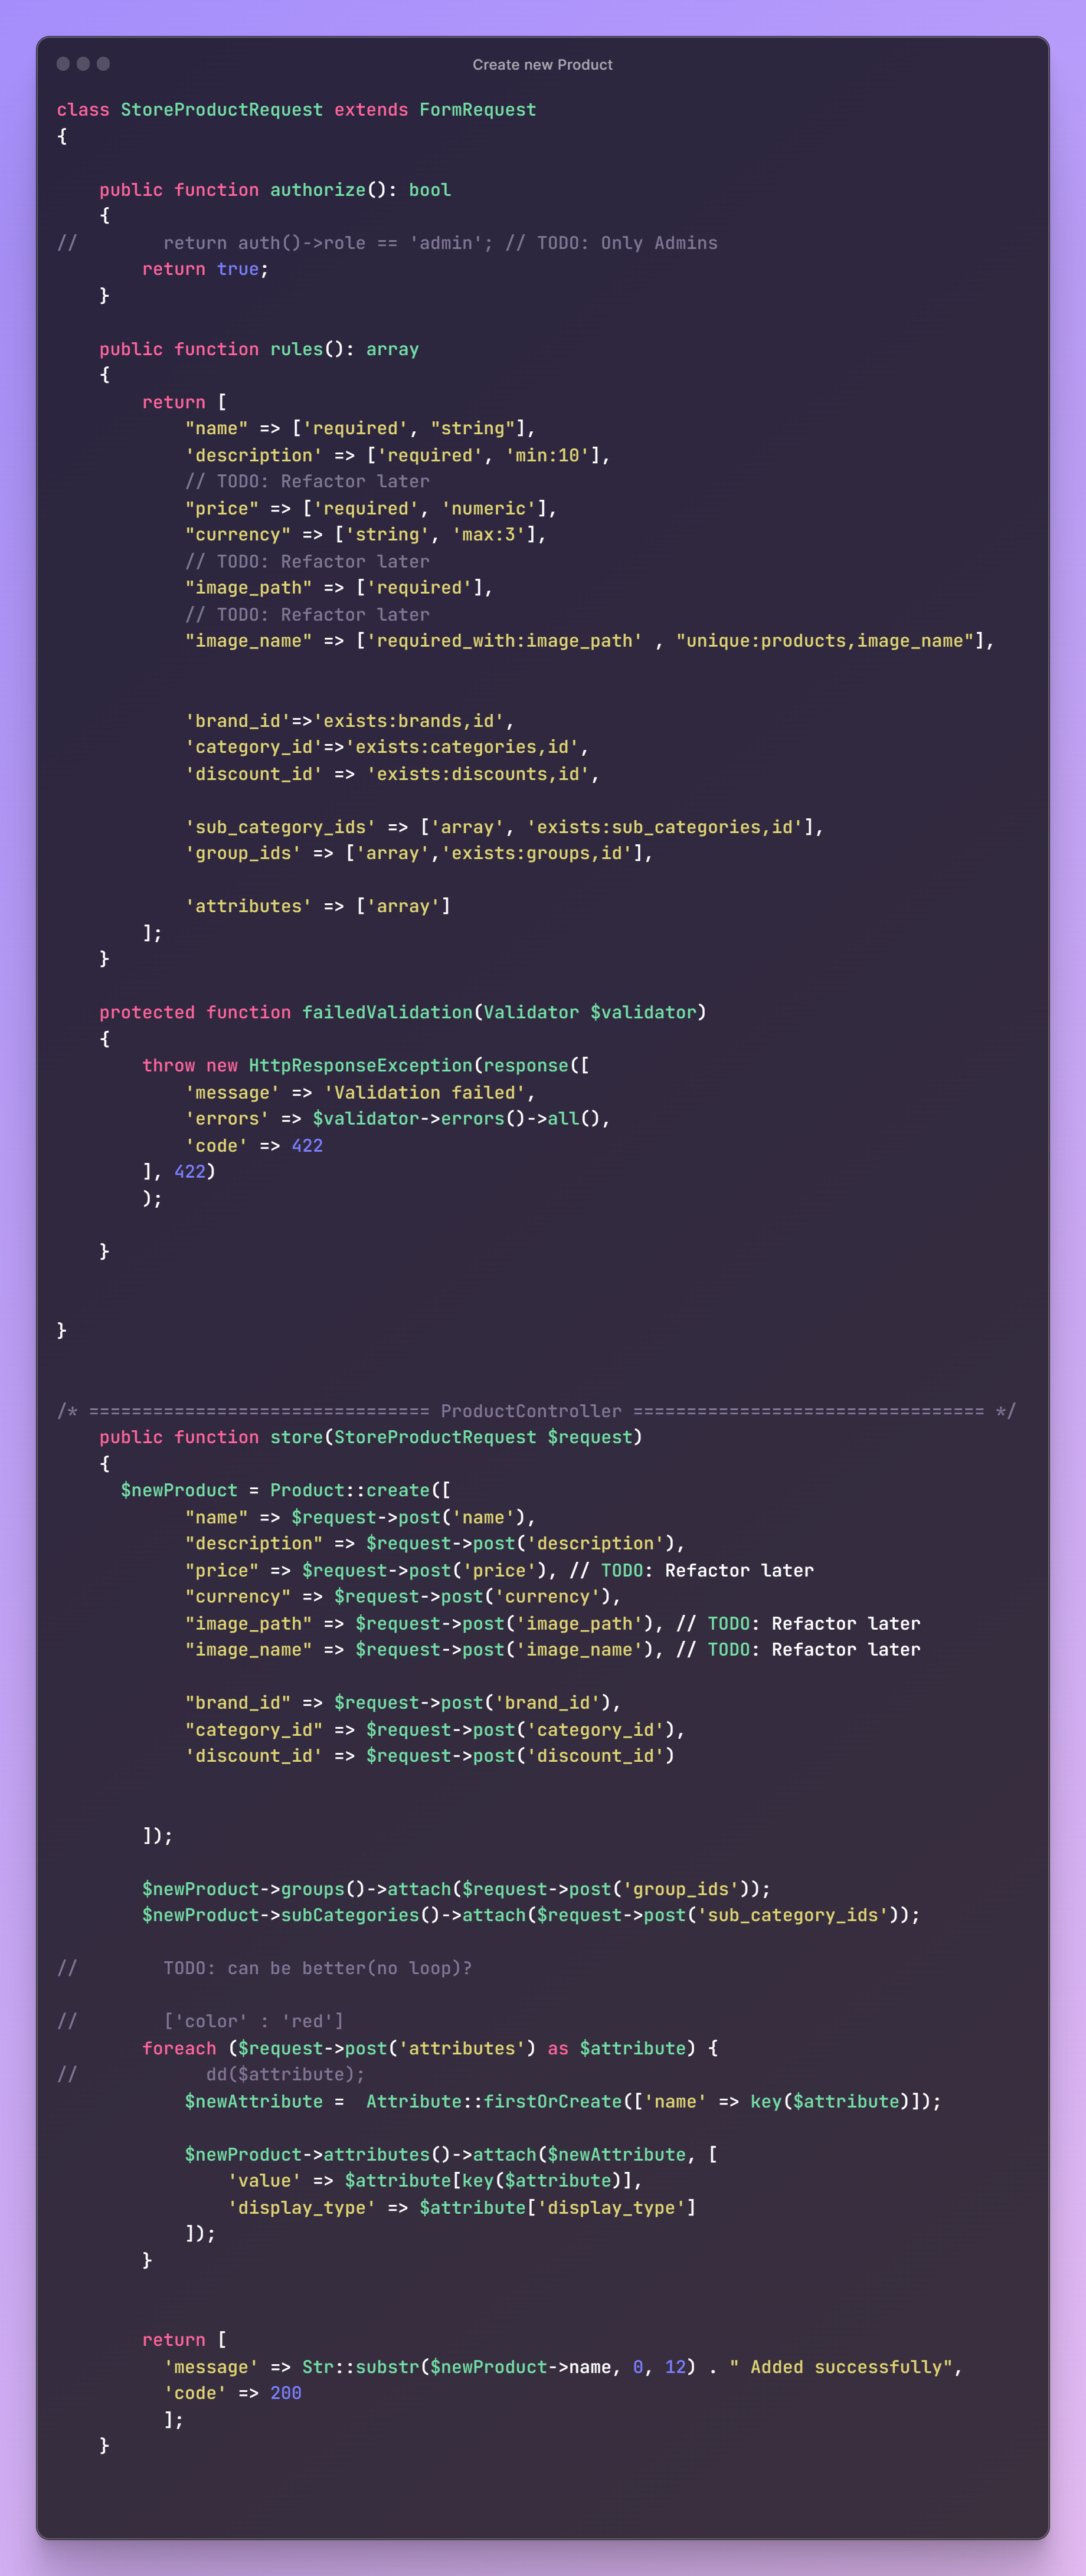 Create new Product
class StoreProductRequest extends FormRequest
{
    public function authorize(): bool
    {
//        return auth()->role == 'admin'; // TODO: Only Admins
        return true;
    }
    public function rules(): array
    {
        return [
            "name" => ['required', "string"],
            'description' => ['required', 'min:10'],
            // TODO: Refactor later
            "price" => ['required', 'numeric'],
            "currency" => ['string', 'max:3'],
            // TODO: Refactor later
            "image_path" => ['required'],
            // TODO: Refactor later
            "image_name" => ['required_with:image_path' , "unique:products,image_name"],
            'brand_id'=>'exists:brands,id',
            'category_id'=>'exists:categories,id',
            'discount_id' => 'exists:discounts,id',
            'sub_category_ids' => ['array', 'exists:sub_categories,id'],
            'group_ids' => ['array','exists:groups,id'],
            'attributes' => ['array']
        ];
    }
    protected function failedValidation(Validator $validator)
    {
        throw new HttpResponseException(response([
            'message' => 'Validation failed',
            'errors' => $validator->errors()->all(),
            'code' => 422
        ], 422)
        );
    }
}
/* ================================ ProductController ================================= */
    public function store(StoreProductRequest $request)
    {
      $newProduct = Product::create([
            "name" => $request->post('name'),
            "description" => $request->post('description'),
            "price" => $request->post('price'), // TODO: Refactor later
            "currency" => $request->post('currency'),
            "image_path" => $request->post('image_path'), // TODO: Refactor later
            "image_name" => $request->post('image_name'), // TODO: Refactor later
            "brand_id" => $request->post('brand_id'),
            "category_id" => $request->post('category_id'),
            'discount_id' => $request->post('discount_id')
        ]);
        $newProduct->groups()->attach($request->post('group_ids'));
        $newProduct->subCategories()->attach($request->post('sub_category_ids'));
//        TODO: can be better(no loop)?
//        ['color' : 'red']
        foreach ($request->post('attributes') as $attribute) {
//            dd($attribute);
            $newAttribute =  Attribute::firstOrCreate(['name' => key($attribute)]);
            $newProduct->attributes()->attach($newAttribute, [
                'value' => $attribute[key($attribute)],
                'display_type' => $attribute['display_type']
            ]);
        }
        return [
          'message' => Str::substr($newProduct->name, 0, 12) . " Added successfully",
          'code' => 200
          ];
    }